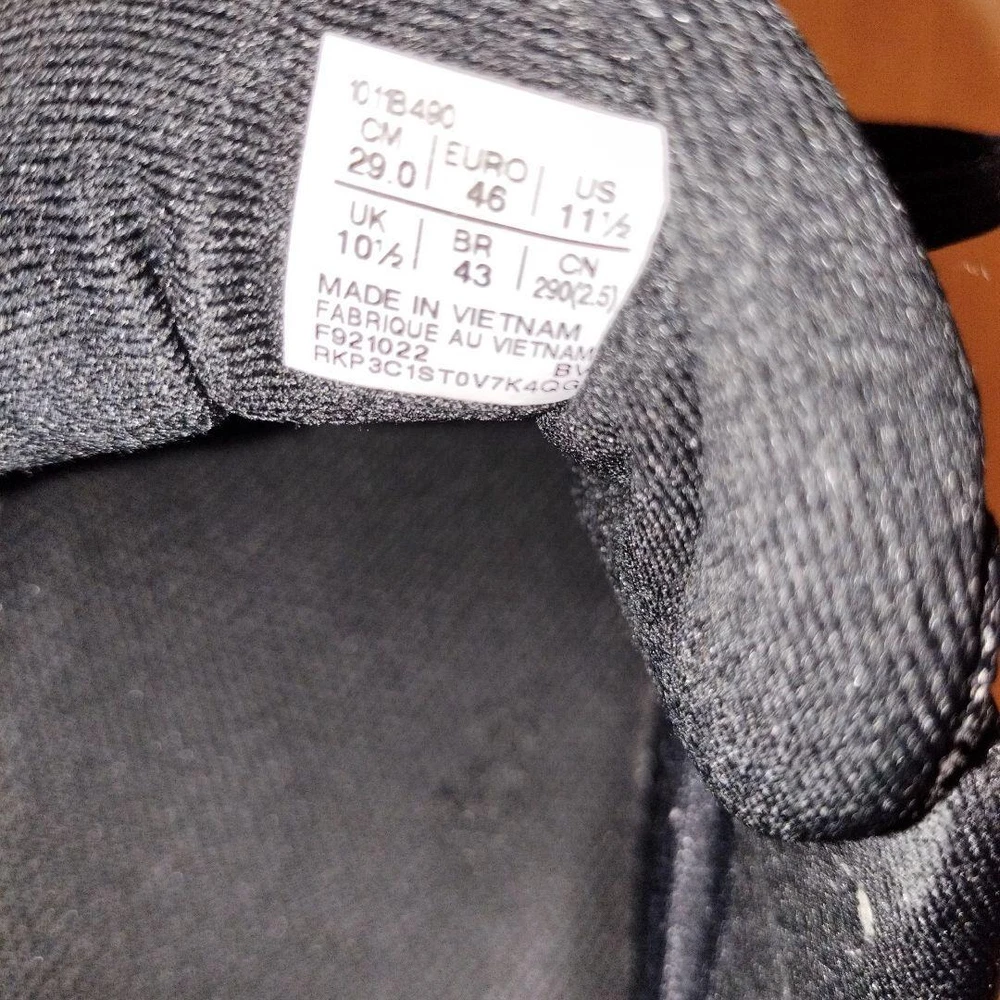 1011B490
CM | EURO | US
29.0 | 46 | 11½
UK | BR | CN
10½ | 43 | 290(2.5)
MADE IN VIETNAM
FABRIQUE AU VIETNAM
F921022 BV
RKP3C1ST0V7K4QG